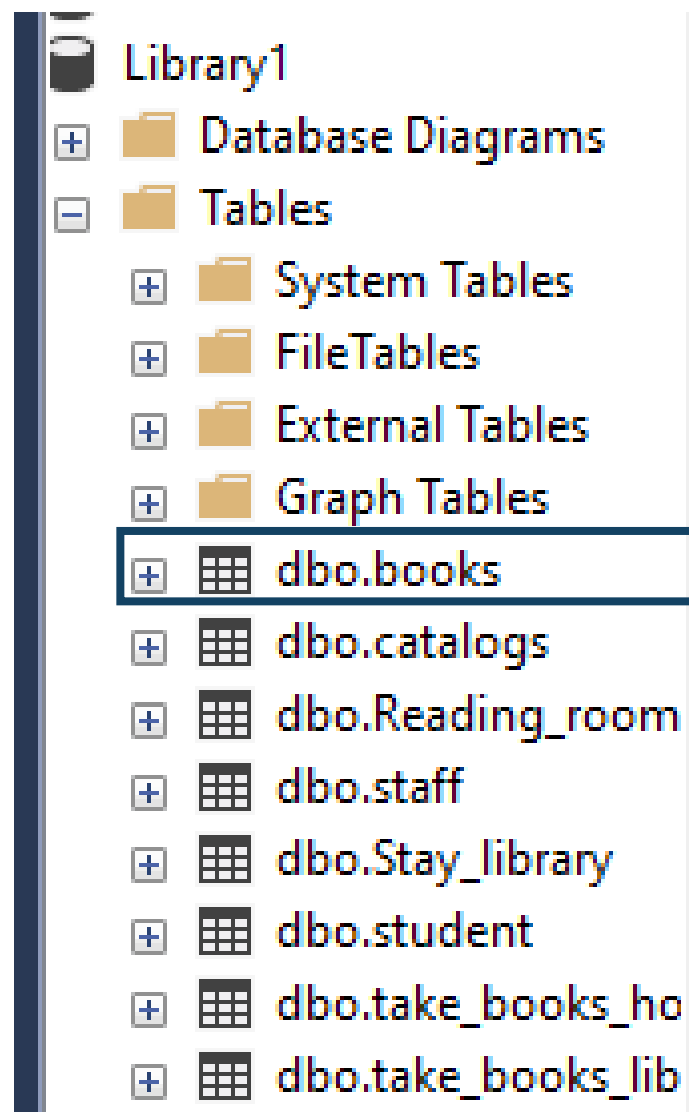 Library1
Database Diagrams
Tables
System Tables
FileTables
External Tables
Graph Tables
dbo.books
dbo.catalogs
dbo.Reading_room
dbo.staff
dbo.Stay_library
dbo.student
dbo.take_books_ho
dbo.take_books_lib